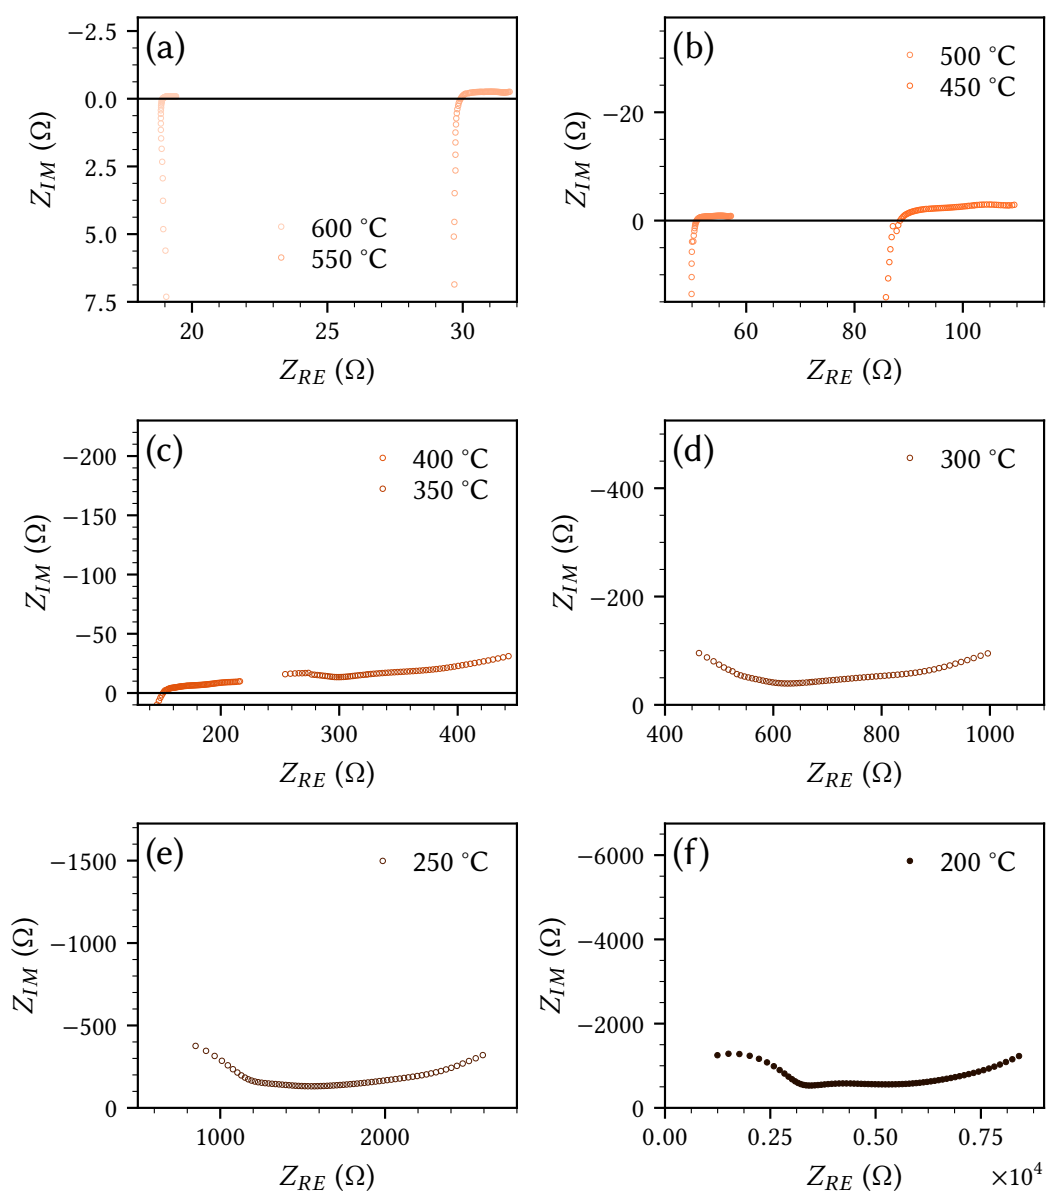 (a)
−2.5
0.0
2.5
5.0
7.5
Z_IM (Ω)
600 °C
550 °C
20 25 30
Z_RE (Ω)
(b)
500 °C
450 °C
−20
0
Z_IM (Ω)
60 80 100
Z_RE (Ω)
(c)
400 °C
350 °C
−200
−150
−100
−50
0
Z_IM (Ω)
200 300 400
Z_RE (Ω)
(d)
300 °C
−400
−200
0
Z_IM (Ω)
400 600 800 1000
Z_RE (Ω)
(e)
250 °C
−1500
−1000
−500
0
Z_IM (Ω)
1000 2000
Z_RE (Ω)
(f)
200 °C
−6000
−4000
−2000
0
Z_IM (Ω)
0.00 0.25 0.50 0.75
Z_RE (Ω)
×10⁴